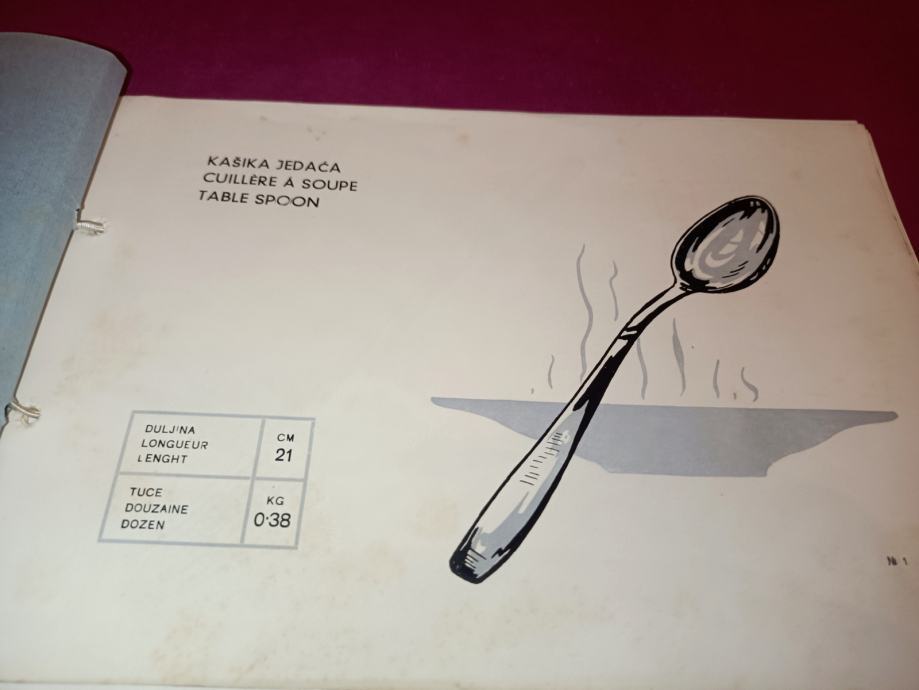 KAŠIKA JEDAĆA
CUILLÈRE Á SOUPE
TABLE SPOON
DULJINA
LONGUEUR
LENGHT
CM
21
TUCE
DOUZAINE
DOZEN
KG
0·38
№ 1